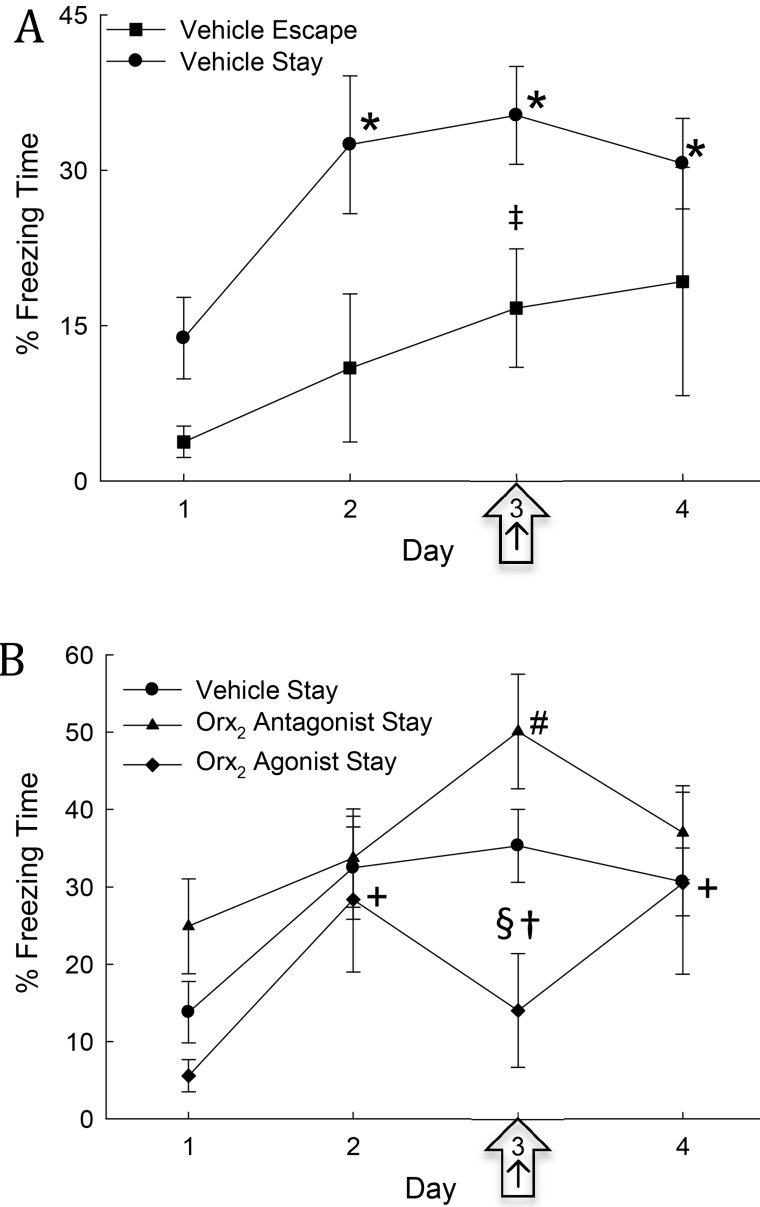 A
45
Vehicle Escape
Vehicle Stay
*
*
*
30
‡
% Freezing Time
15
0
1 2 3 4
↑
Day
B
60
Vehicle Stay
Orx2 Antagonist Stay
Orx2 Agonist Stay
50
#
40
% Freezing Time
30
+
+
§†
20
10
0
1 2 3 4
↑
Day